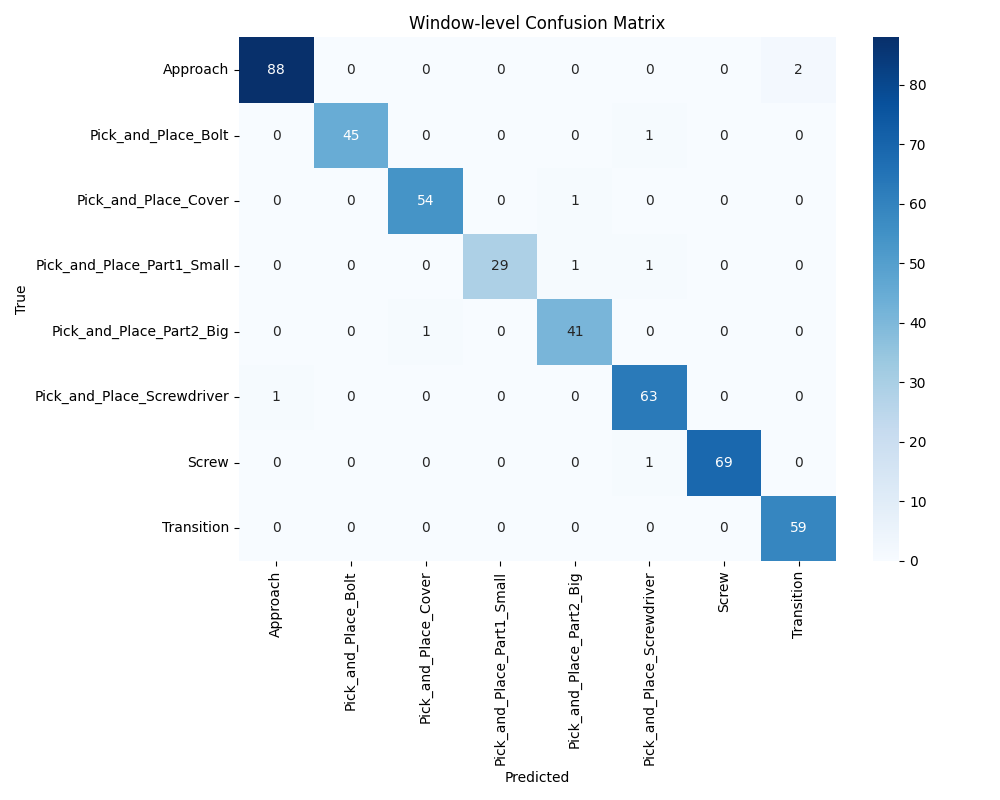 Window-level Confusion Matrix
True
Approach 88 0 0 0 0 0 0 2
Pick_and_Place_Bolt 0 45 0 0 0 1 0 0
Pick_and_Place_Cover 0 0 54 0 1 0 0 0
Pick_and_Place_Part1_Small 0 0 0 29 1 1 0 0
Pick_and_Place_Part2_Big 0 0 1 0 41 0 0 0
Pick_and_Place_Screwdriver 1 0 0 0 0 63 0 0
Screw 0 0 0 0 0 1 69 0
Transition 0 0 0 0 0 0 0 59
Approach
Pick_and_Place_Bolt
Pick_and_Place_Cover
Pick_and_Place_Part1_Small
Pick_and_Place_Part2_Big
Pick_and_Place_Screwdriver
Screw
Transition
Predicted
80
70
60
50
40
30
20
10
0